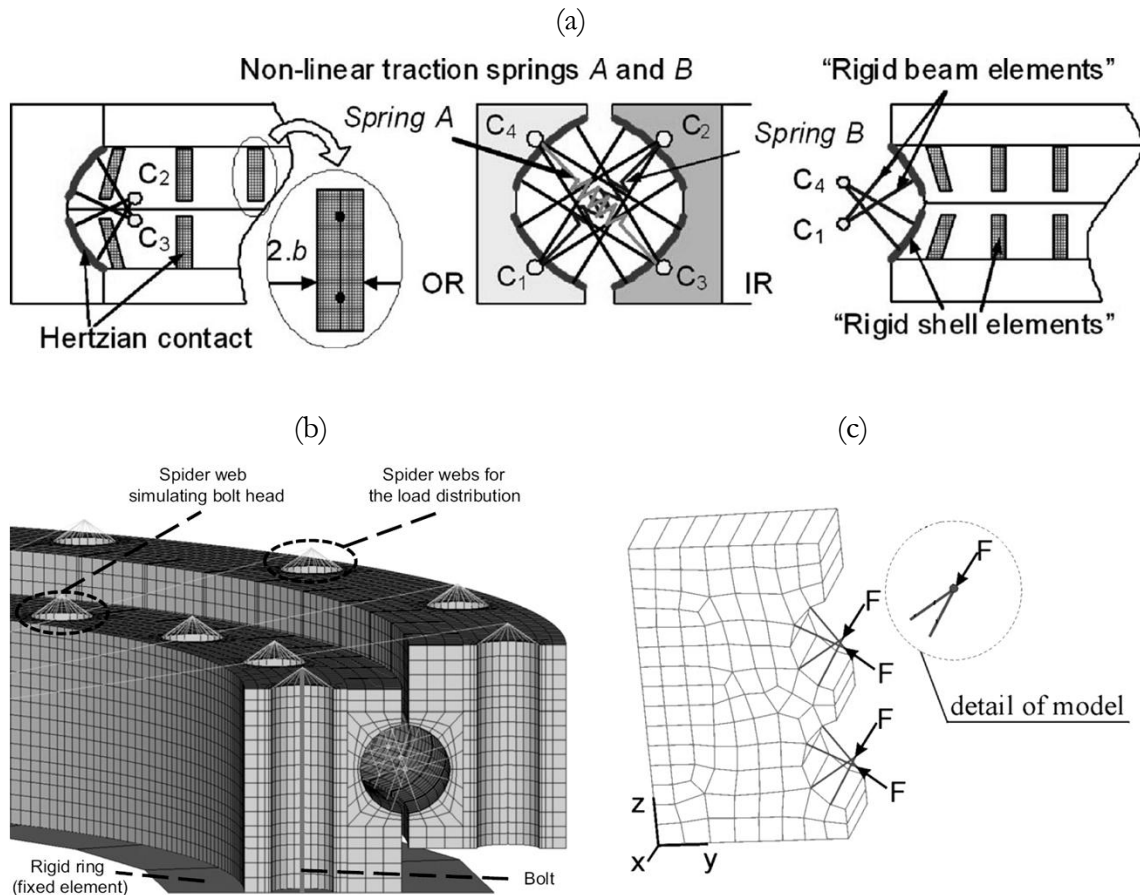 (a)
Non-linear traction springs A and B
"Rigid beam elements"
Spring A
Spring B
C4
C2
C2
C3
C4
C1
2.b
C1
OR
C3
IR
Hertzian contact
"Rigid shell elements"
(b)
(c)
Spider web
simulating bolt head
Spider webs for
the load distribution
F
F
F
F
F
detail of model
z
x
y
Rigid ring
(fixed element)
Bolt